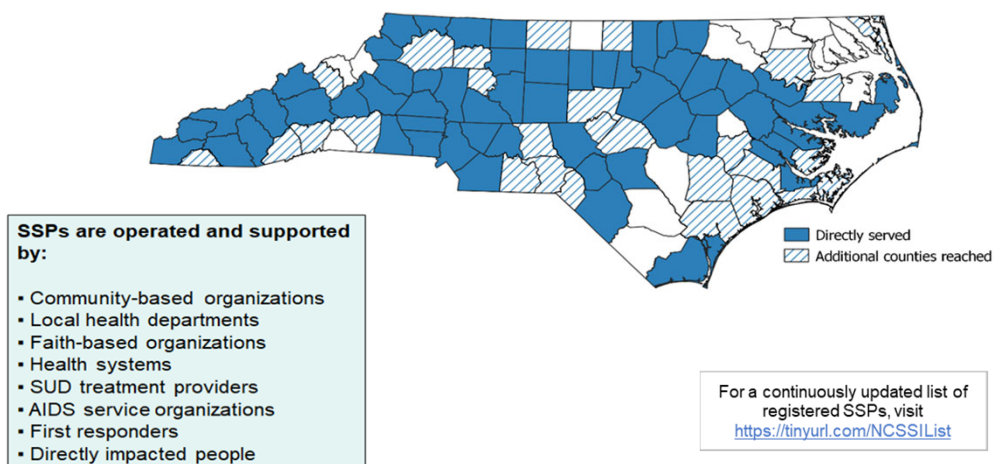 Directly served
Additional counties reached
SSPs are operated and supported
by:
▪ Community-based organizations
▪ Local health departments
▪ Faith-based organizations
▪ Health systems
▪ SUD treatment providers
▪ AIDS service organizations
▪ First responders
▪ Directly impacted people
For a continuously updated list of
registered SSPs, visit
https://tinyurl.com/NCSSIList